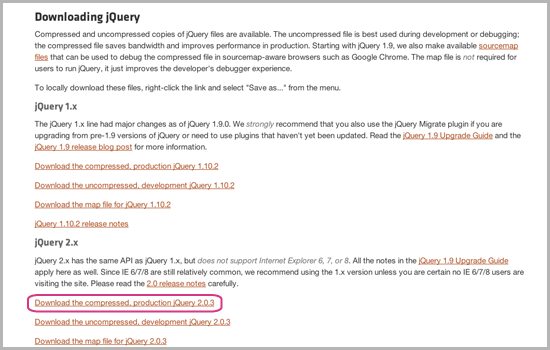 Downloading jQuery
Compressed and uncompressed copies of jQuery files are available. The uncompressed file is best used during development or debugging;
the compressed file saves bandwidth and improves performance in production. Starting with jQuery 1.9, we also make available sourcemap
files that can be used to debug the compressed file in sourcemap-aware browsers such as Google Chrome. The map file is not required for
users to run jQuery, it just improves the developer's debugger experience.
To locally download these files, right-click the link and select "Save as..." from the menu.
jQuery 1.x
The jQuery 1.x line had major changes as of jQuery 1.9.0. We strongly recommend that you also use the jQuery Migrate plugin if you are
upgrading from pre-1.9 versions of jQuery or need to use plugins that haven't yet been updated. Read the jQuery 1.9 Upgrade Guide and the
jQuery 1.9 release blog post for more information.
Download the compressed, production jQuery 1.10.2
Download the uncompressed, development jQuery 1.10.2
Download the map file for jQuery 1.10.2
jQuery 1.10.2 release notes
jQuery 2.x
jQuery 2.x has the same API as jQuery 1.x, but does not support Internet Explorer 6, 7, or 8. All the notes in the jQuery 1.9 Upgrade Guide
apply here as well. Since IE 6/7/8 are still relatively common, we recommend using the 1.x version unless you are certain no IE 6/7/8 users are
visiting the site. Please read the 2.0 release notes carefully.
Download the compressed, production jQuery 2.0.3
Download the uncompressed, development jQuery 2.0.3
Download the map file for jQuery 2.0.3